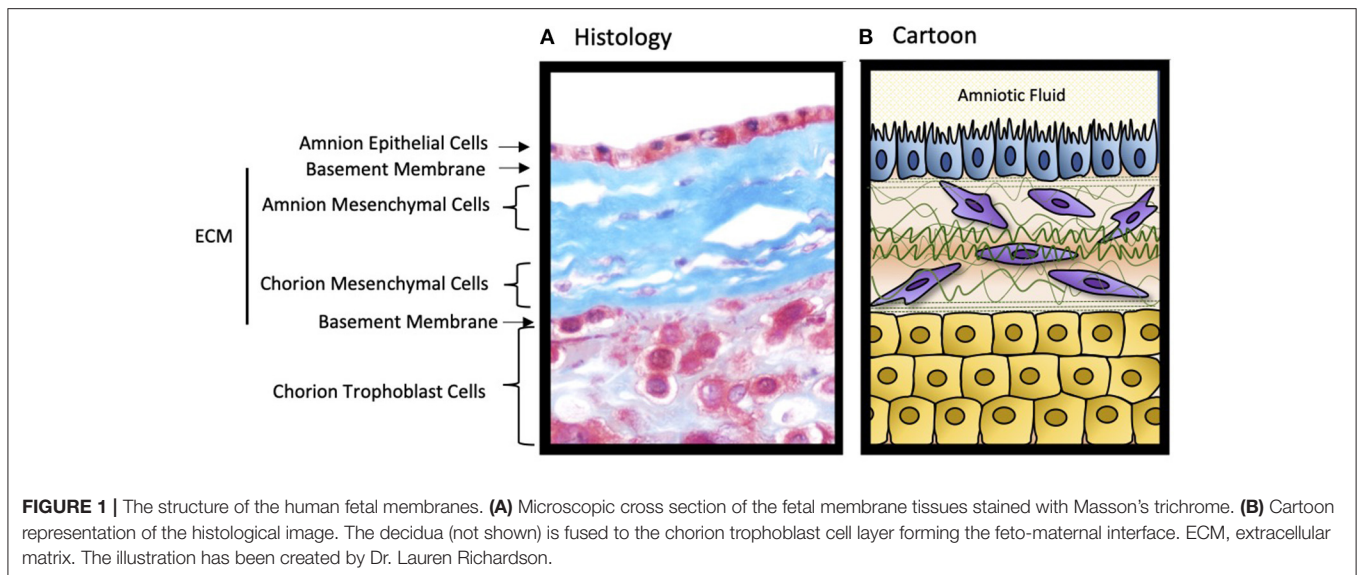 A Histology
B Cartoon
Amniotic Fluid
Amnion Epithelial Cells
Basement Membrane
Amnion Mesenchymal Cells
ECM
Chorion Mesenchymal Cells
Basement Membrane
Chorion Trophoblast Cells
FIGURE 1 | The structure of the human fetal membranes. (A) Microscopic cross section of the fetal membrane tissues stained with Masson's trichrome. (B) Cartoon
representation of the histological image. The decidua (not shown) is fused to the chorion trophoblast cell layer forming the feto-maternal interface. ECM, extracellular
matrix. The illustration has been created by Dr. Lauren Richardson.